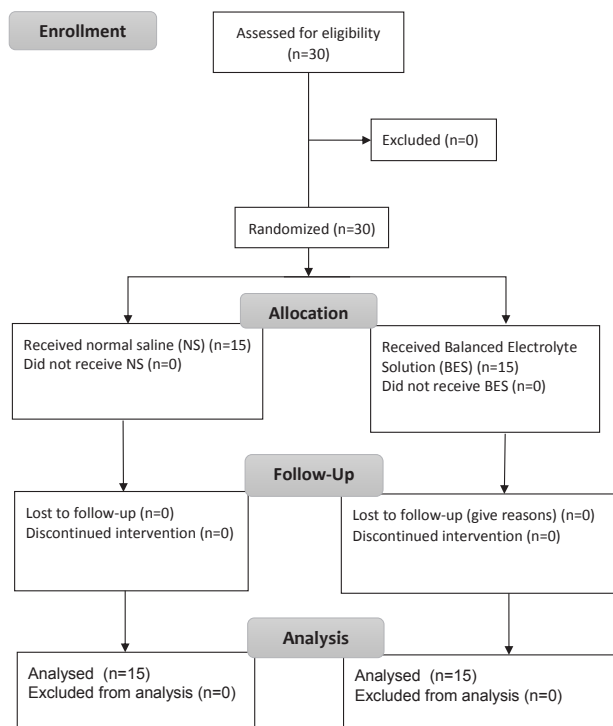 Enrollment
Assessed for eligibility
(n=30)
Excluded (n=0)
Randomized (n=30)
Allocation
Received normal saline (NS) (n=15)
Did not receive NS (n=0)
Received Balanced Electrolyte
Solution (BES) (n=15)
Did not receive BES (n=0)
Follow-Up
Lost to follow-up (n=0)
Discontinued intervention (n=0)
Lost to follow-up (give reasons) (n=0)
Discontinued intervention (n=0)
Analysis
Analysed (n=15)
Excluded from analysis (n=0)
Analysed (n=15)
Excluded from analysis (n=0)